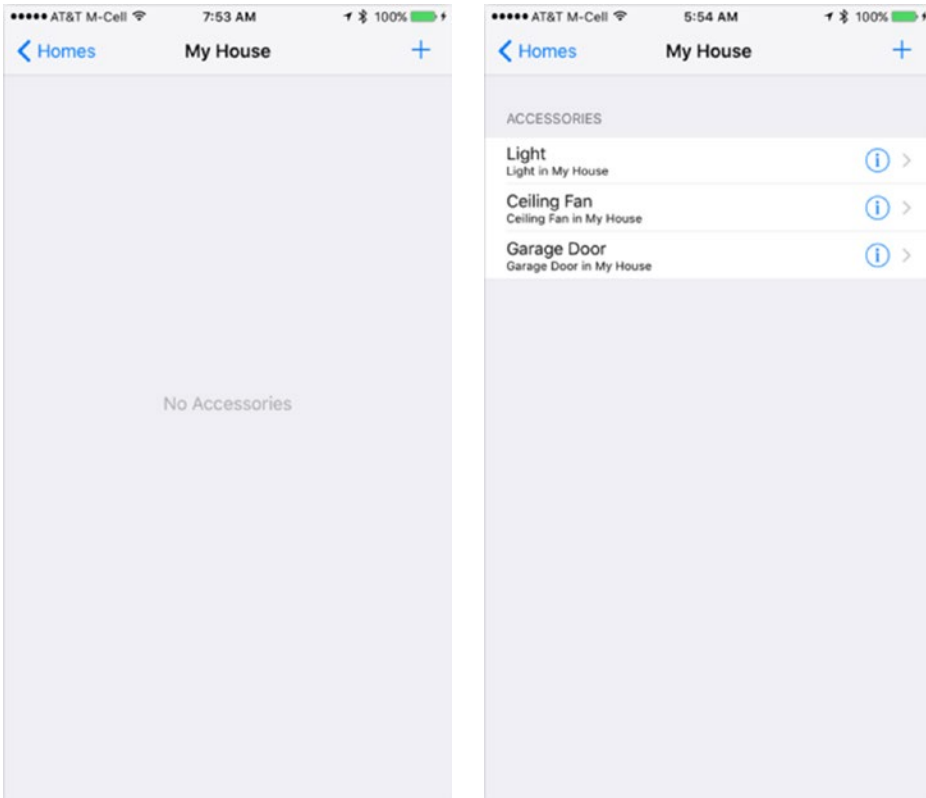 AT&T M-Cell 7:53 AM 100%
Homes My House +
No Accessories
AT&T M-Cell 5:54 AM 100%
Homes My House +
ACCESSORIES
Light
Light in My House
Ceiling Fan
Ceiling Fan in My House
Garage Door
Garage Door in My House